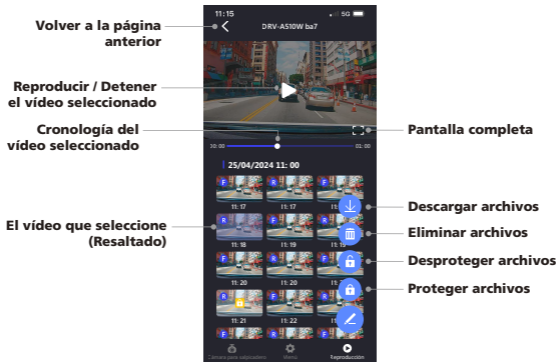 11:15
5G
DRV-A510W ba7
Volver a la página
anterior
Reproducir / Detener
el vídeo seleccionado
Cronología del
vídeo seleccionado
Pantalla completa
00:00
01:00
25/04/2024 11: 00
F
R
F
11: 17
11: 17
11: 17
Descargar archivos
El vídeo que seleccione
(Resaltado)
R
F
R
11: 18
11: 19
11: 19
Eliminar archivos
F
R
F
11: 20
11: 20
Desproteger archivos
R
F
R
11: 21
11: 22
Proteger archivos
F
R
F
Cámara para salpicadero
Menú
Reproducción